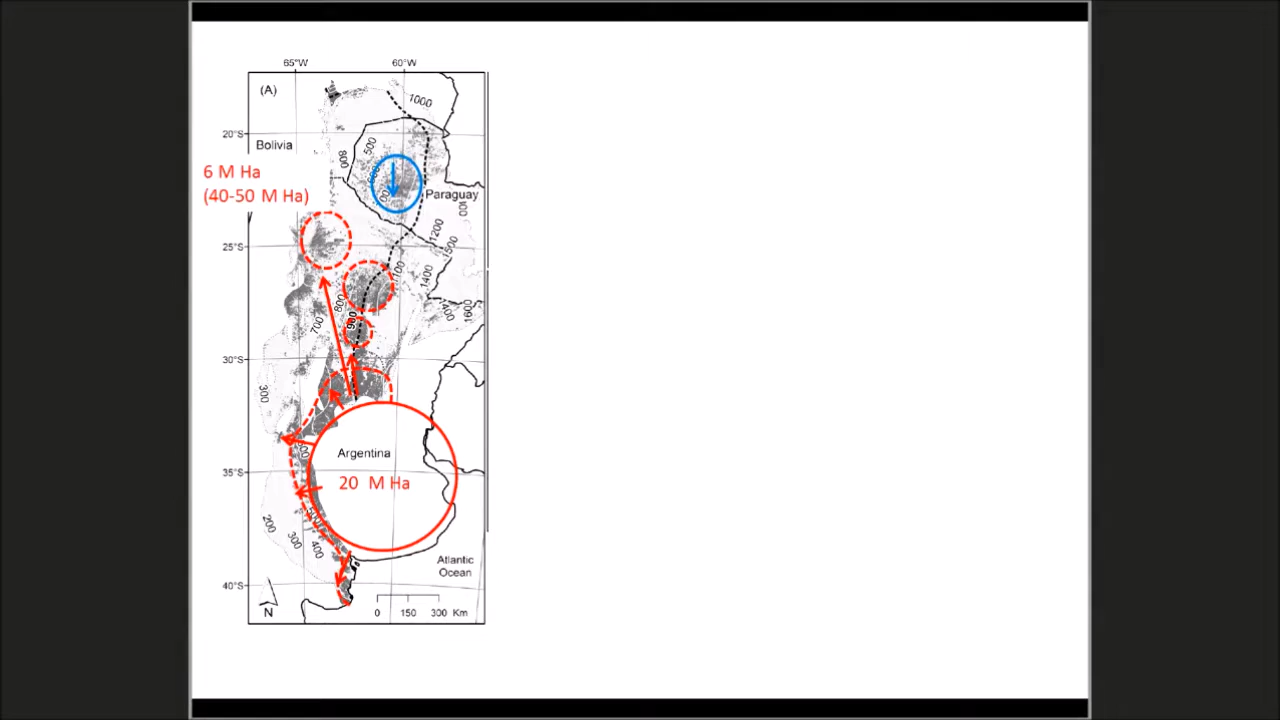 65°W 60°W
(A)
1000
20°S
500
Bolivia
800
6 M Ha
(40-50 M Ha)
Paraguay
1200
25°S
1400
800
1400
1600
900
700
30°S
300
Argentina
35°S
20 M Ha
200
300
400
Atlantic
Ocean
40°S
N
0 150 300 Km